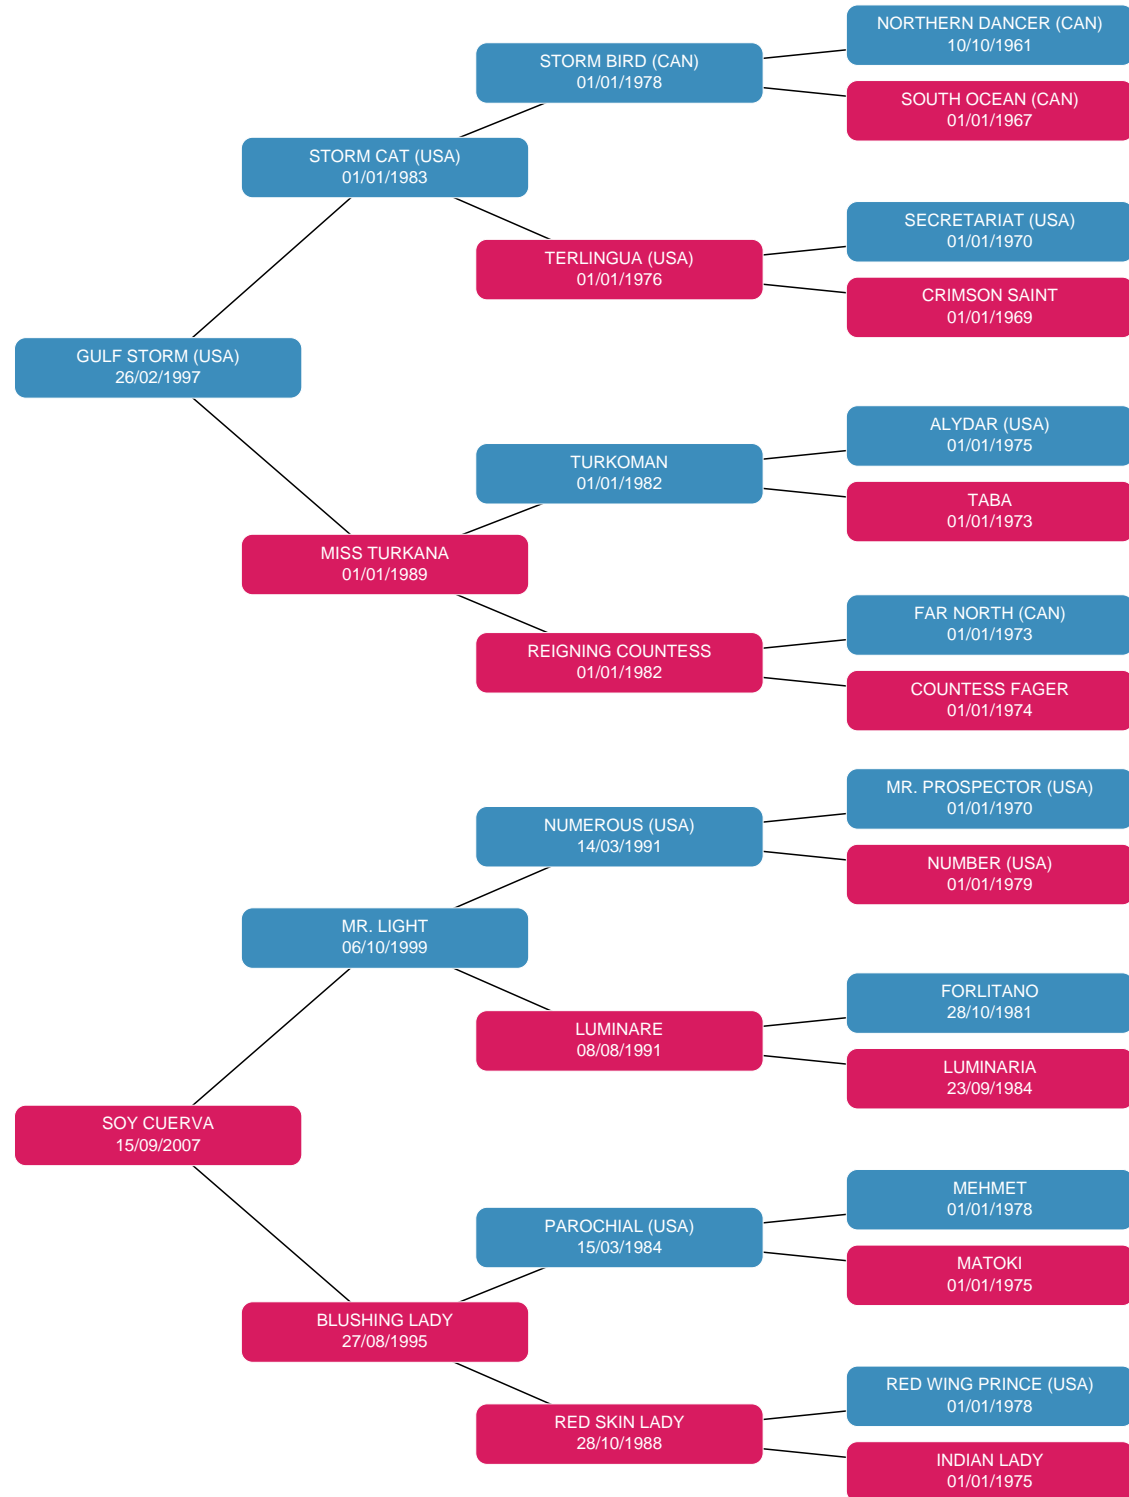 NORTHERN DANCER (CAN)
10/10/1961
STORM BIRD (CAN)
01/01/1978
SOUTH OCEAN (CAN)
01/01/1967
STORM CAT (USA)
01/01/1983
SECRETARIAT (USA)
01/01/1970
TERLINGUA (USA)
01/01/1976
CRIMSON SAINT
01/01/1969
GULF STORM (USA)
26/02/1997
ALYDAR (USA)
01/01/1975
TURKOMAN
01/01/1982
TABA
01/01/1973
MISS TURKANA
01/01/1989
FAR NORTH (CAN)
01/01/1973
REIGNING COUNTESS
01/01/1982
COUNTESS FAGER
01/01/1974
MR. PROSPECTOR (USA)
01/01/1970
NUMEROUS (USA)
14/03/1991
NUMBER (USA)
01/01/1979
MR. LIGHT
06/10/1999
FORLITANO
28/10/1981
LUMINARE
08/08/1991
LUMINARIA
23/09/1984
SOY CUERVA
15/09/2007
MEHMET
01/01/1978
PAROCHIAL (USA)
15/03/1984
MATOKI
01/01/1975
BLUSHING LADY
27/08/1995
RED WING PRINCE (USA)
01/01/1978
RED SKIN LADY
28/10/1988
INDIAN LADY
01/01/1975